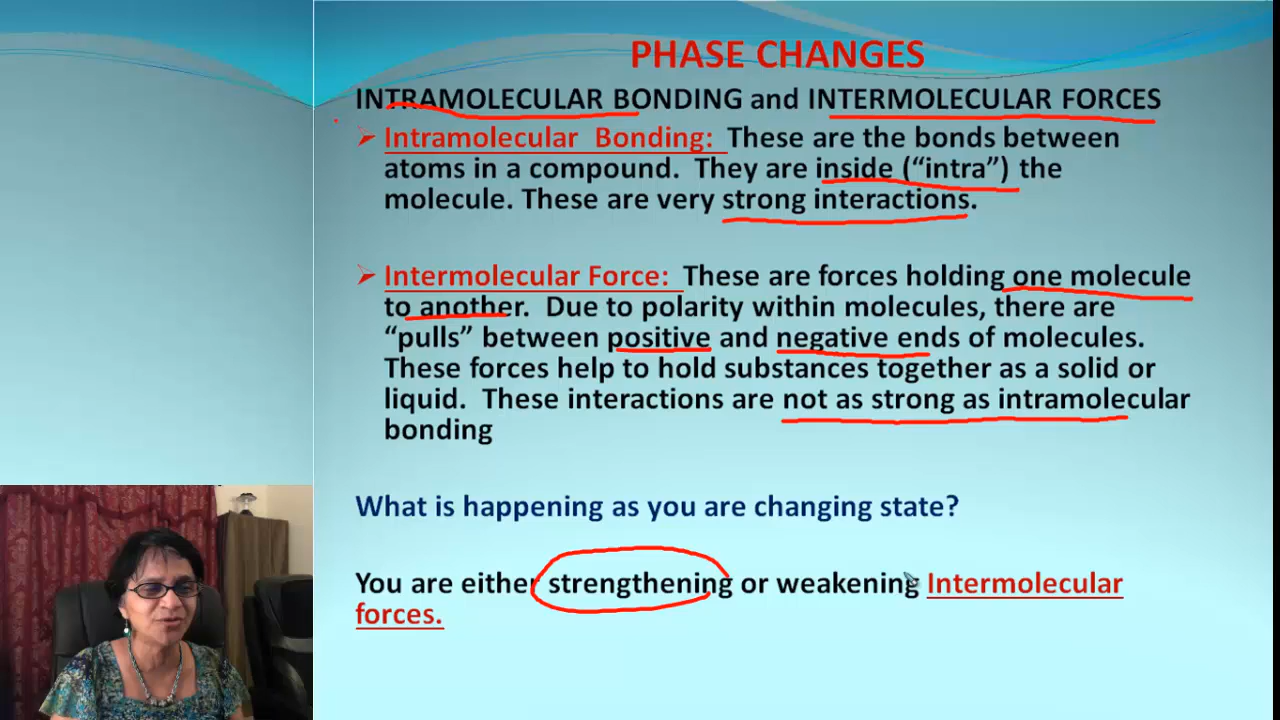 PHASE CHANGES
INTRAMOLECULAR BONDING and INTERMOLECULAR FORCES
Intramolecular Bonding: These are the bonds between
atoms in a compound. They are inside (“intra”) the
molecule. These are very strong interactions.
Intermolecular Force: These are forces holding one molecule
to another. Due to polarity within molecules, there are
“pulls” between positive and negative ends of molecules.
These forces help to hold substances together as a solid or
liquid. These interactions are not as strong as intramolecular
bonding
What is happening as you are changing state?
You are either strengthening or weakening Intermolecular
forces.